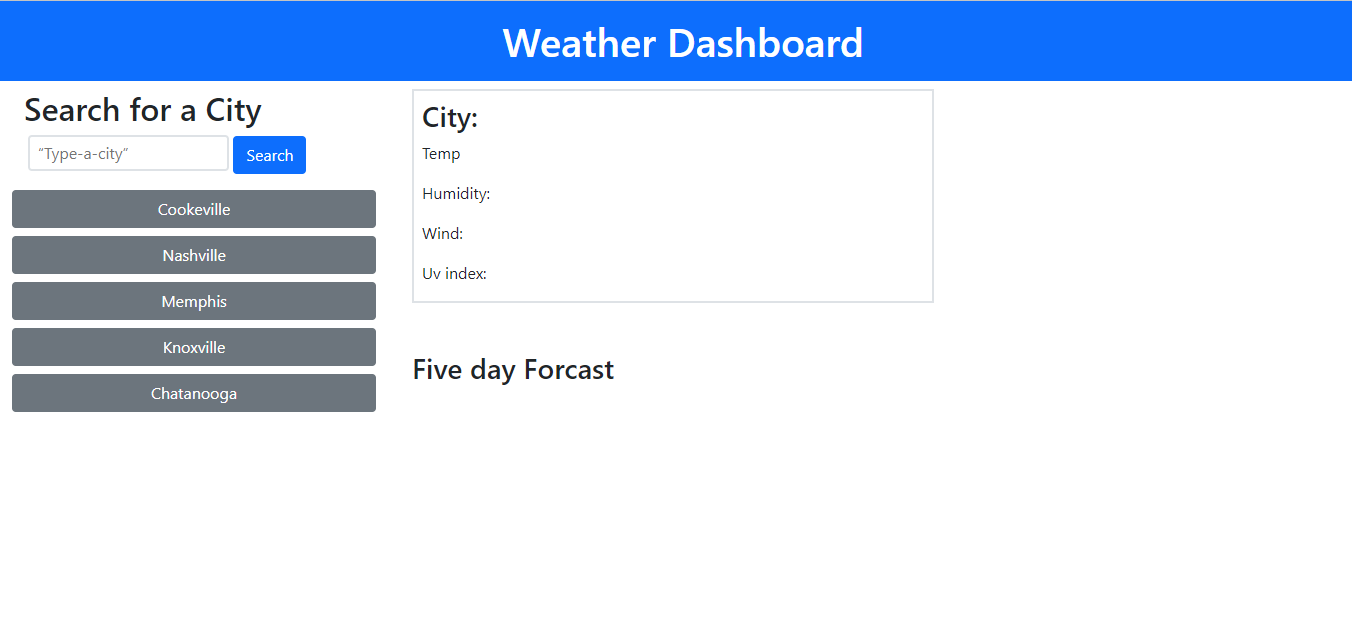 Weather Dashboard
Search for a City
“Type-a-city”
Search
Cookeville
Nashville
Memphis
Knoxville
Chatanooga
City:
Temp
Humidity:
Wind:
Uv index:
Five day Forcast